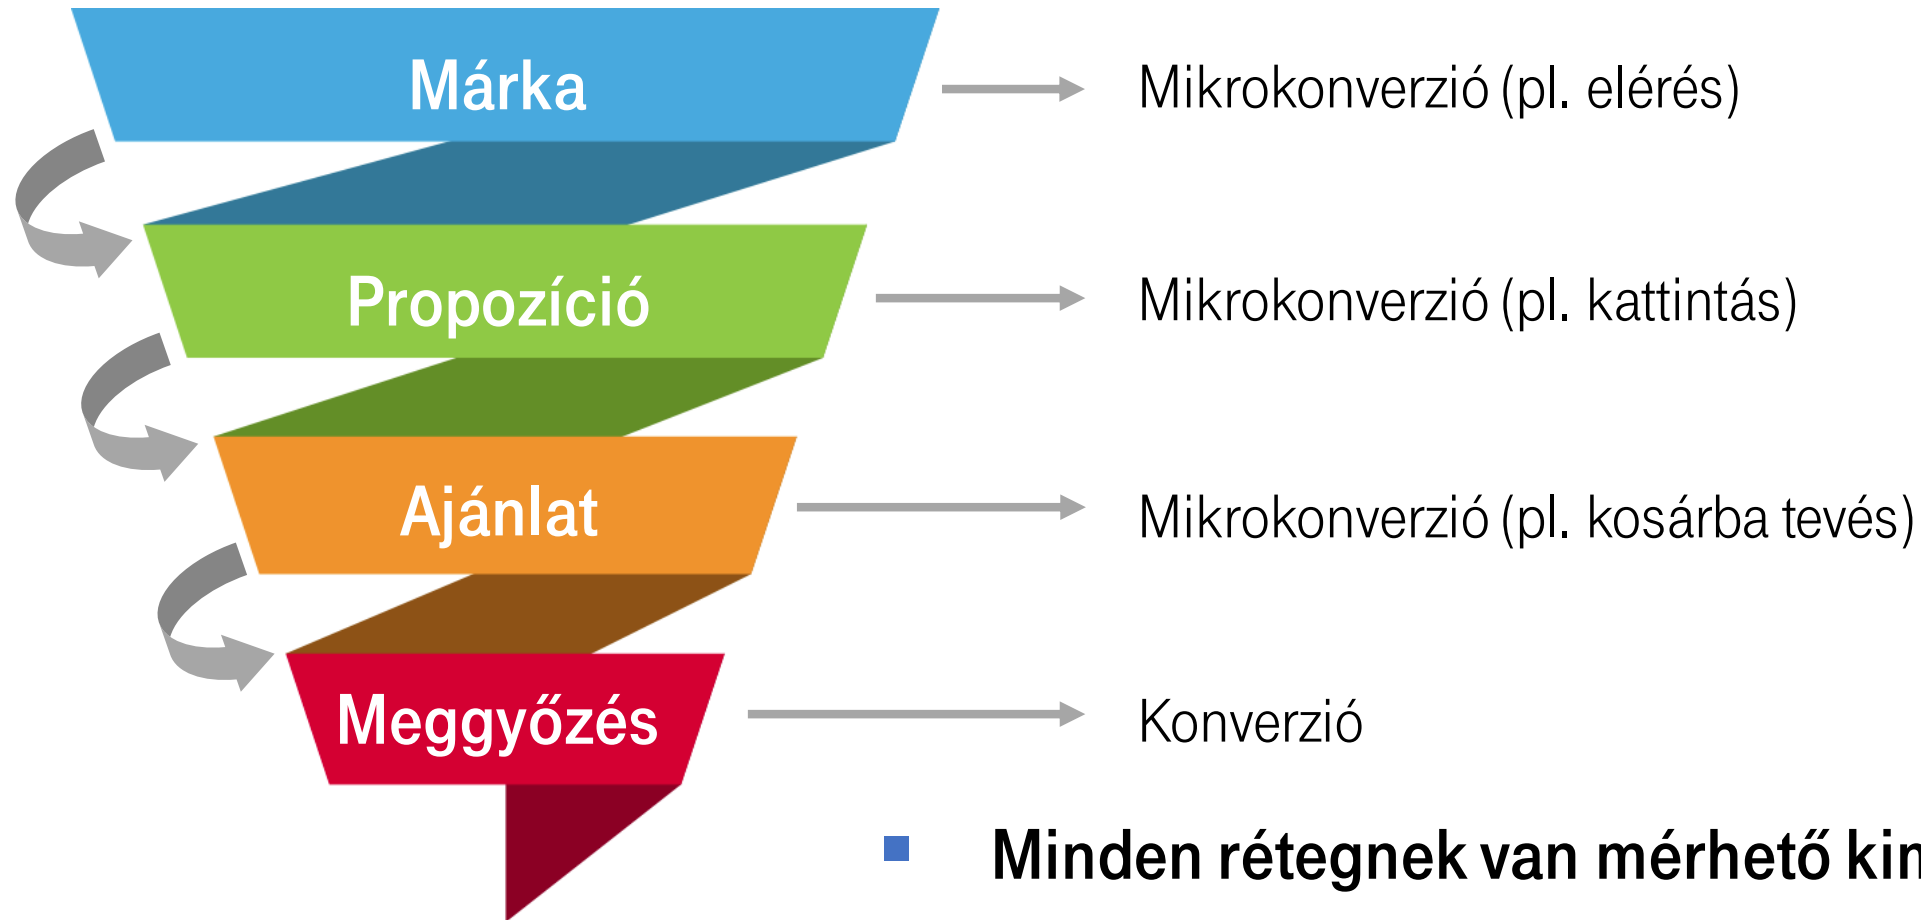 Márka
Mikrokonverzió (pl. elérés)
Propozíció
Mikrokonverzió (pl. kattintás)
Ajánlat
Mikrokonverzió (pl. kosárba tevés)
Meggyőzés
Konverzió
Minden rétegnek van mérhető